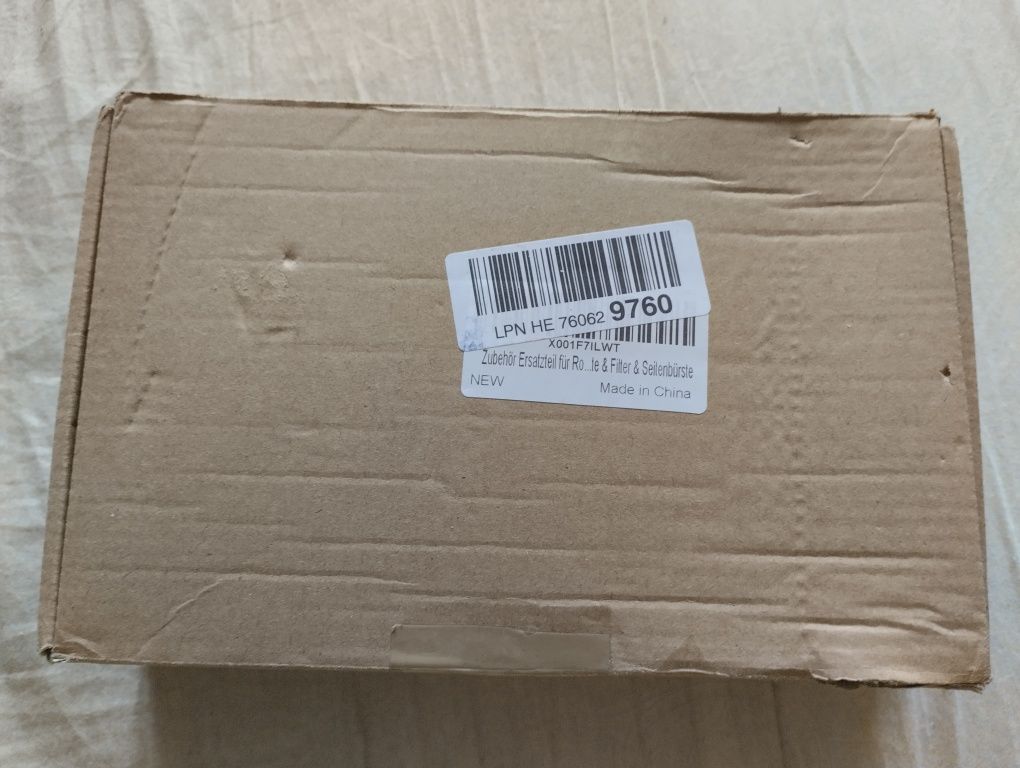 LPN HE 76062 9760
X001F7ILWT
Zubehör Ersatzteil für Ro...te & Filter & Seitenbürste
NEW
Made in China